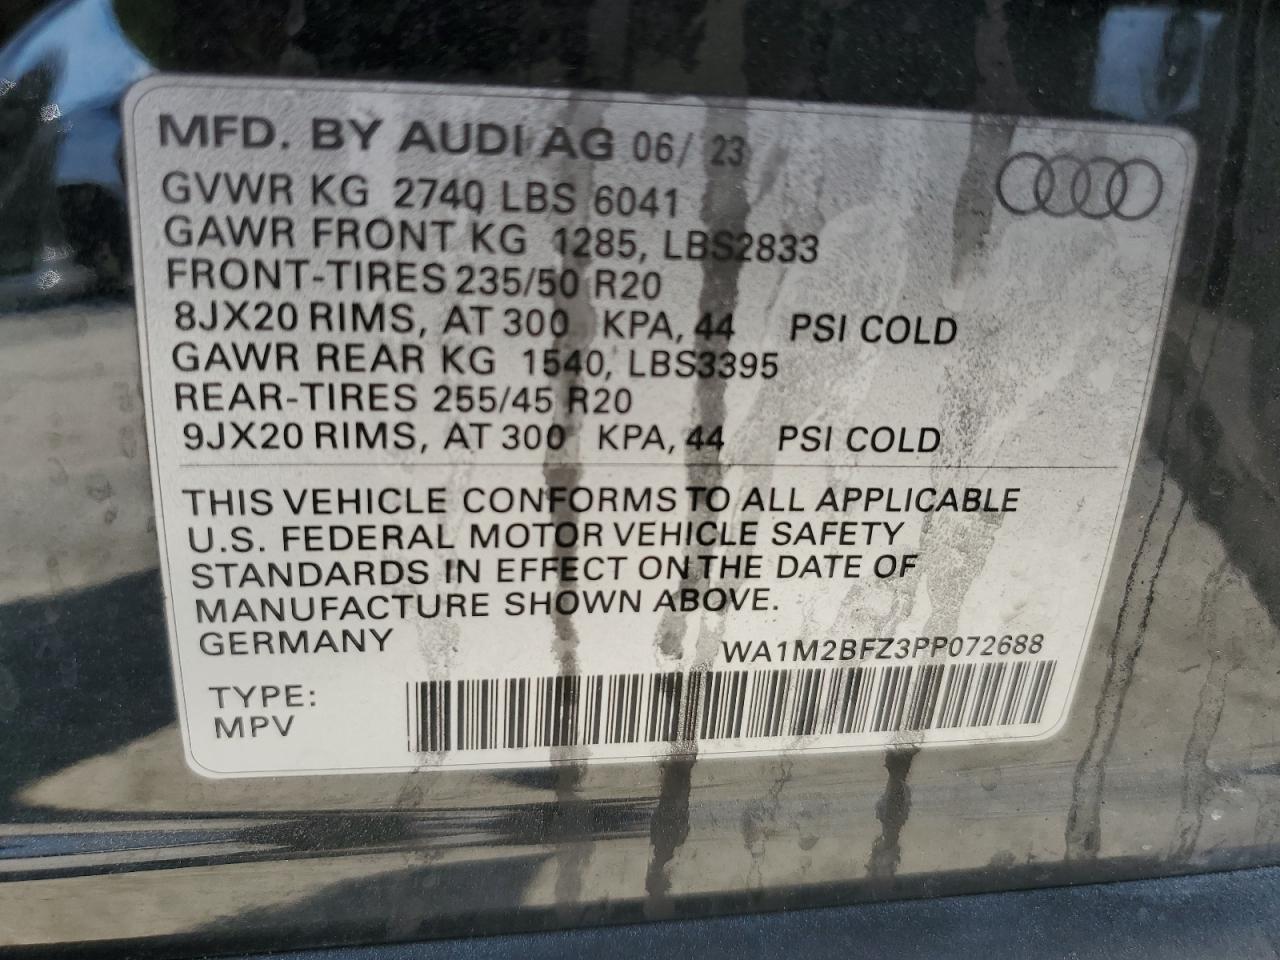 MFD. BY AUDI AG 06/ 23
GVWR KG 2740 LBS 6041
GAWR FRONT KG 1285, LBS2833
FRONT-TIRES 235/50 R20
8JX20 RIMS, AT 300 KPA, 44 PSI COLD
GAWR REAR KG 1540, LBS3395
REAR-TIRES 255/45 R20
9JX20 RIMS, AT 300 KPA, 44 PSI COLD
THIS VEHICLE CONFORMS TO ALL APPLICABLE
U.S. FEDERAL MOTOR VEHICLE SAFETY
STANDARDS IN EFFECT ON THE DATE OF
MANUFACTURE SHOWN ABOVE.
GERMANY WA1M2BFZ3PP072688
TYPE:
MPV